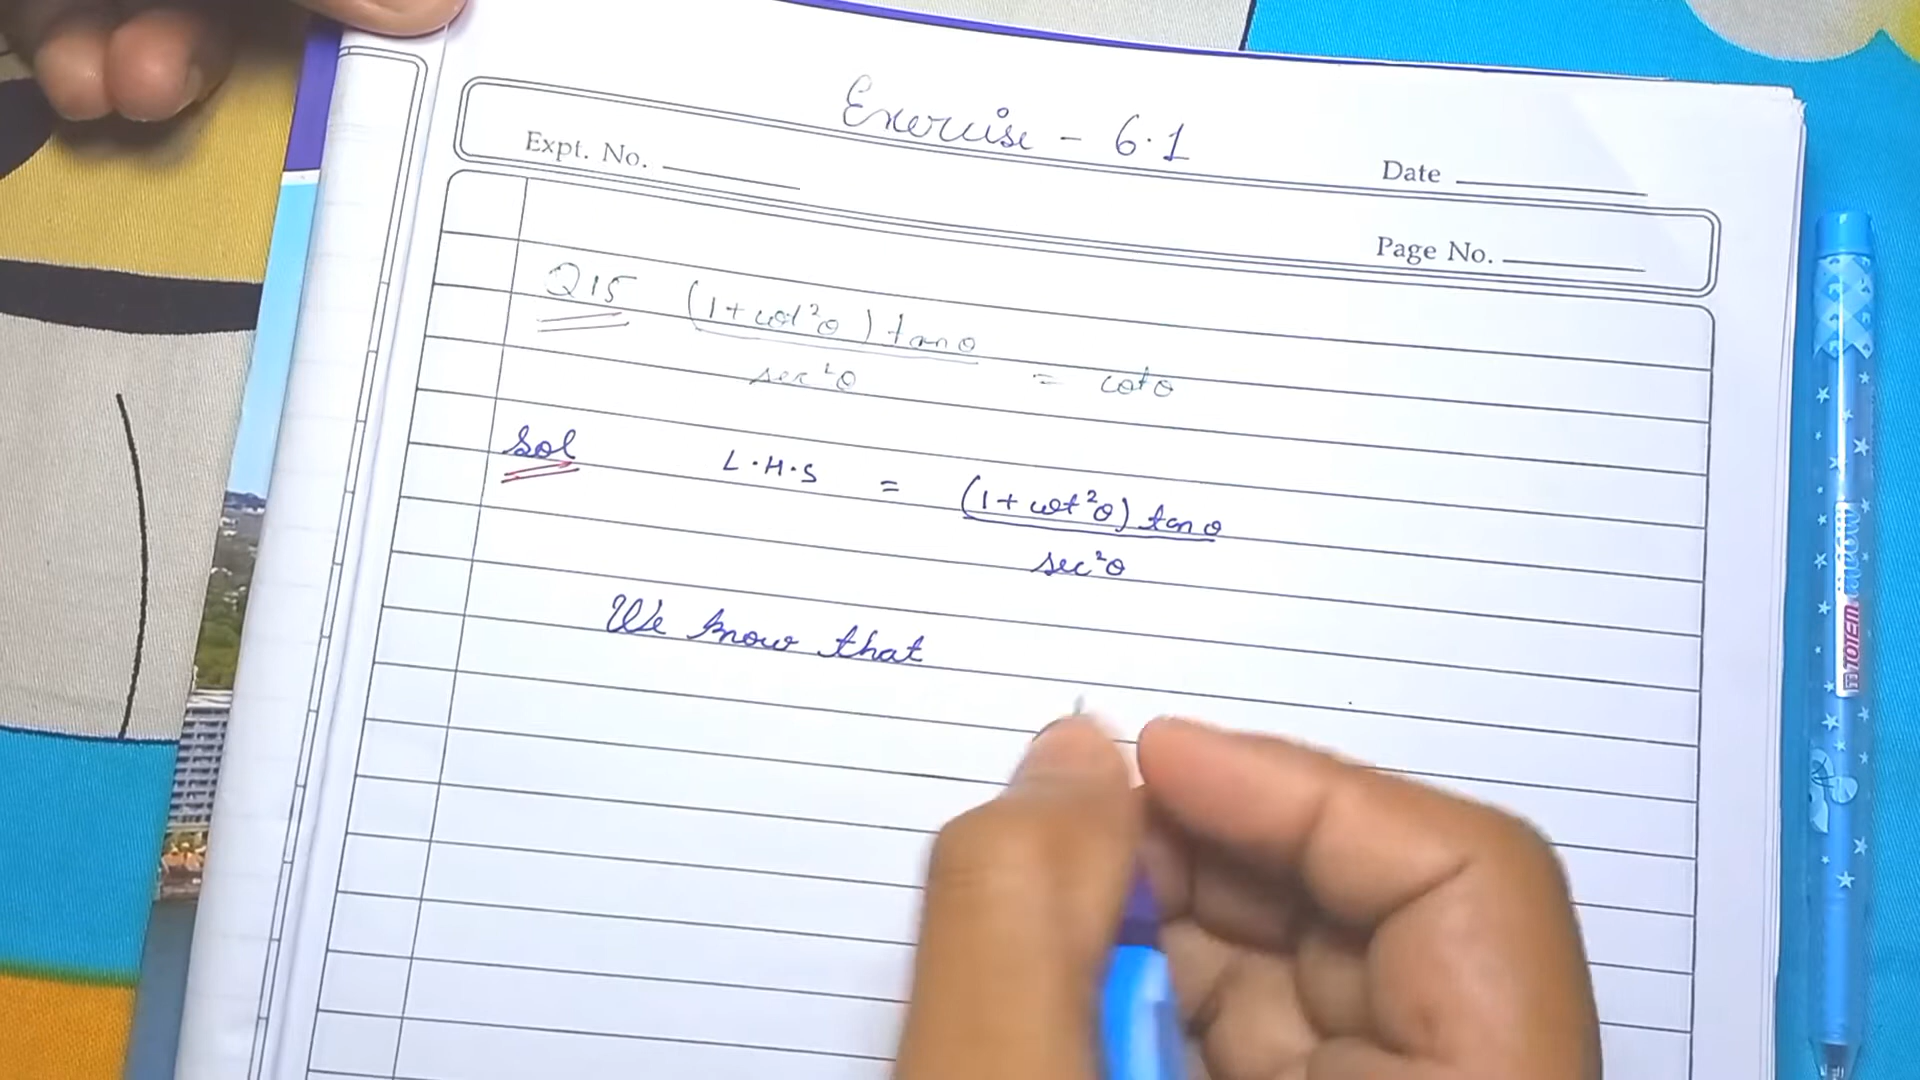 Exercise - 6.1
Expt. No.
Date
Page No.
Q15 (1+cot²θ) tanθ
sec²θ = cotθ
Sol L.H.S = (1+cot²θ) tanθ
sec²θ
We know that
TOTEM